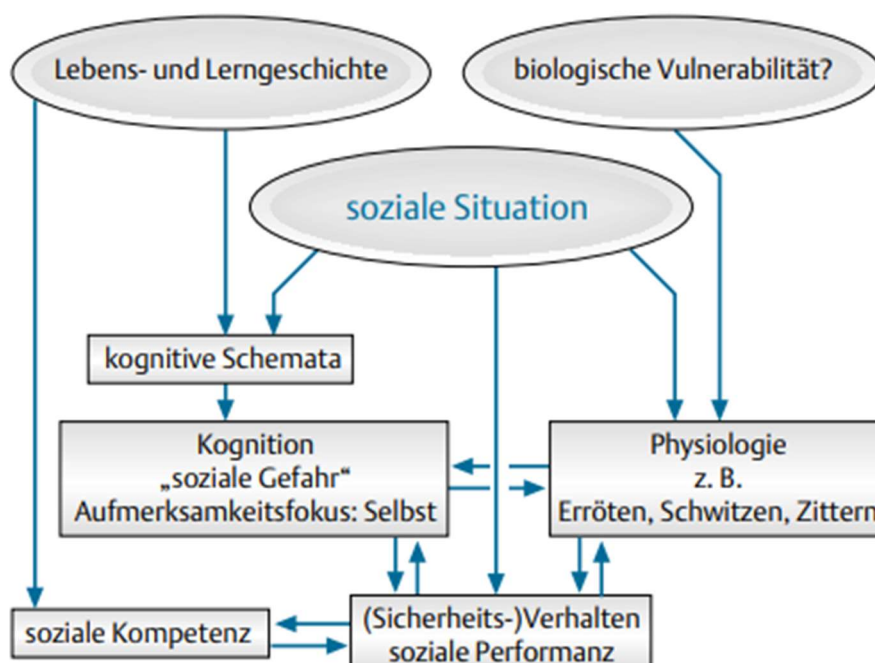 Lebens- und Lerngeschichte
biologische Vulnerabilität?
soziale Situation
kognitive Schemata
Kognition
„soziale Gefahr“
Aufmerksamkeitsfokus: Selbst
Physiologie
z. B.
Erröten, Schwitzen, Zittern
soziale Kompetenz
(Sicherheits-)Verhalten
soziale Performanz